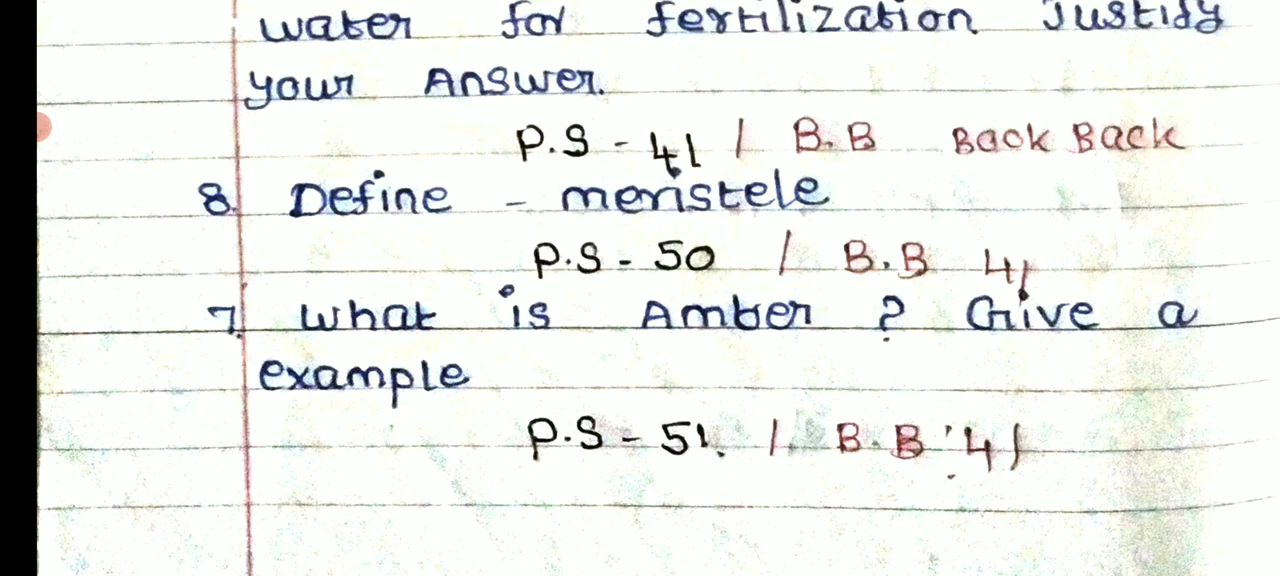 water for fertilization Justify
your Answer.
P.S - 41 / B.B Back Back
8. Define - meristele
P.S - 50 / B.B 41
7. What is Amber ? Give a
example
P.S - 51. / B.B 41